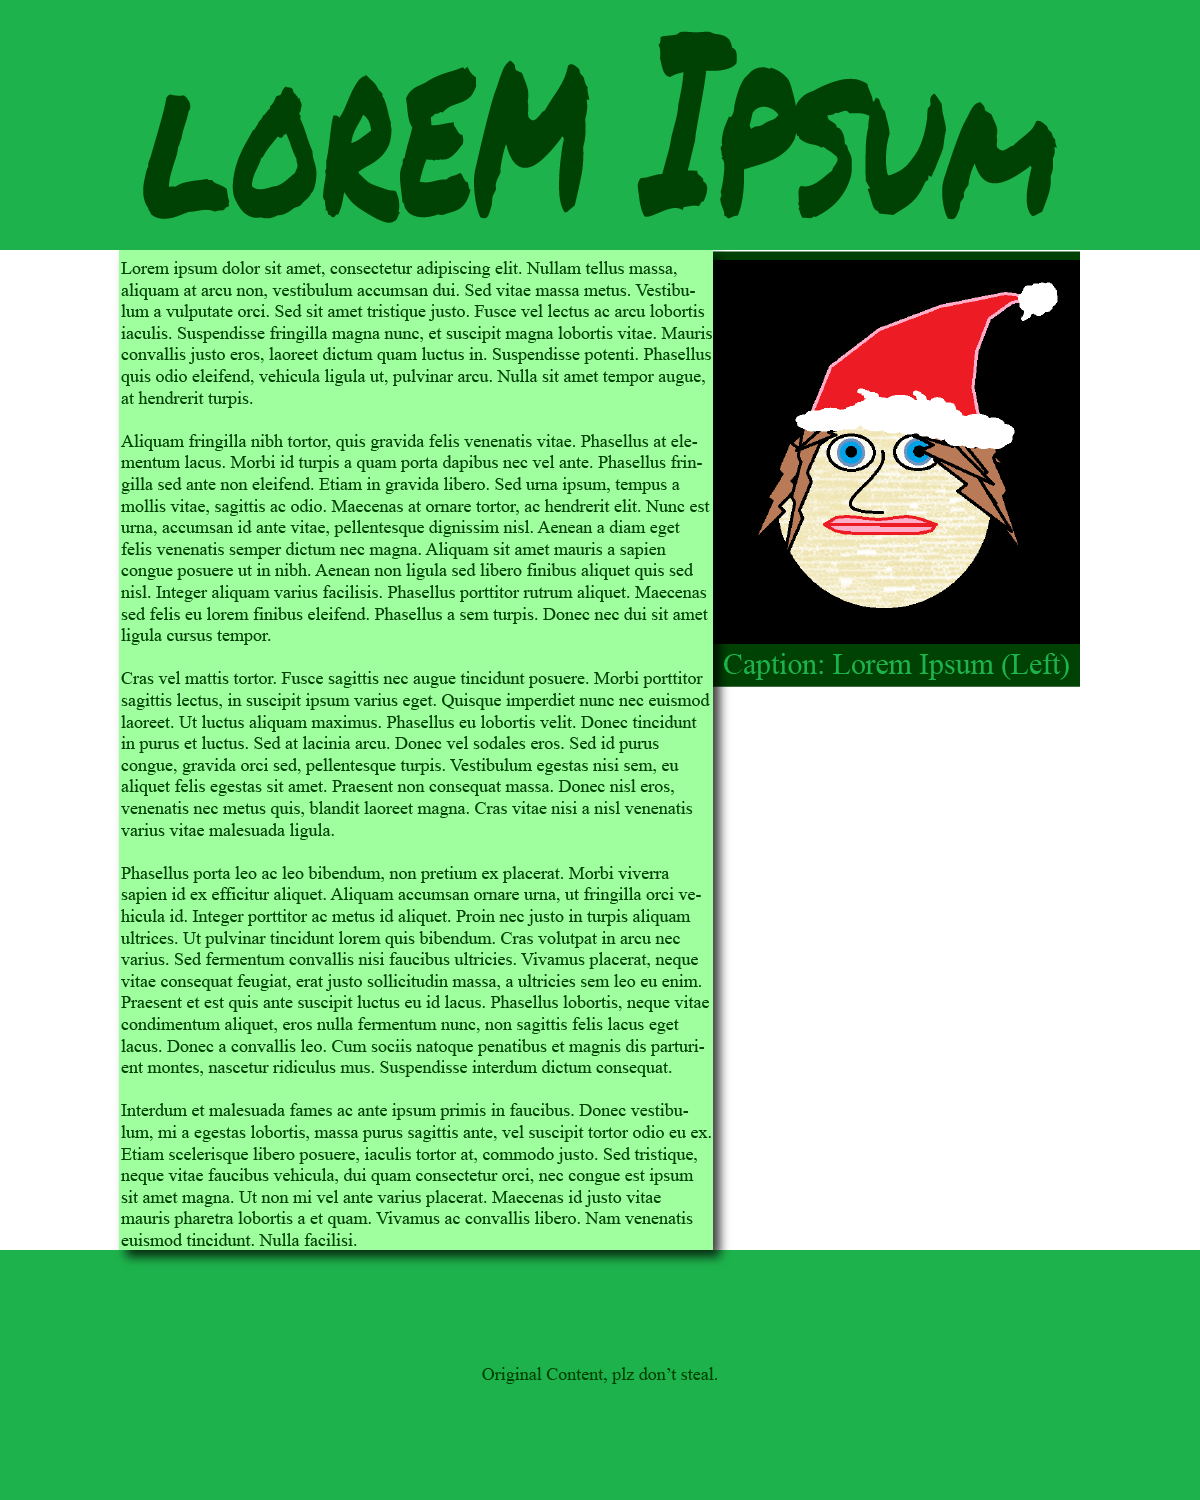 Lorem Ipsum
Lorem ipsum dolor sit amet, consectetur adipiscing elit. Nullam tellus massa,
aliquam at arcu non, vestibulum accumsan dui. Sed vitae massa metus. Vestibu-
lum a vulputate orci. Sed sit amet tristique justo. Fusce vel lectus ac arcu lobortis
iaculis. Suspendisse fringilla magna nunc, et suscipit magna lobortis vitae. Mauris
convallis justo eros, laoreet dictum quam luctus in. Suspendisse potenti. Phasellus
quis odio eleifend, vehicula ligula ut, pulvinar arcu. Nulla sit amet tempor augue,
at hendrerit turpis.
Aliquam fringilla nibh tortor, quis gravida felis venenatis vitae. Phasellus at ele-
mentum lacus. Morbi id turpis a quam porta dapibus nec vel ante. Phasellus frin-
gilla sed ante non eleifend. Etiam in gravida libero. Sed urna ipsum, tempus a
mollis vitae, sagittis ac odio. Maecenas at ornare tortor, ac hendrerit elit. Nunc est
urna, accumsan id ante vitae, pellentesque dignissim nisl. Aenean a diam eget
felis venenatis semper dictum nec magna. Aliquam sit amet mauris a sapien
congue posuere ut in nibh. Aenean non ligula sed libero finibus aliquet quis sed
nisl. Integer aliquam varius facilisis. Phasellus porttitor rutrum aliquet. Maecenas
sed felis eu lorem finibus eleifend. Phasellus a sem turpis. Donec nec dui sit amet
ligula cursus tempor.
Cras vel mattis tortor. Fusce sagittis nec augue tincidunt posuere. Morbi porttitor
sagittis lectus, in suscipit ipsum varius eget. Quisque imperdiet nunc nec euismod
laoreet. Ut luctus aliquam maximus. Phasellus eu lobortis velit. Donec tincidunt
in purus et luctus. Sed at lacinia arcu. Donec vel sodales eros. Sed id purus
congue, gravida orci sed, pellentesque turpis. Vestibulum egestas nisi sem, eu
aliquet felis egestas sit amet. Praesent non consequat massa. Donec nisl eros,
venenatis nec metus quis, blandit laoreet magna. Cras vitae nisi a nisl venenatis
varius vitae malesuada ligula.
Phasellus porta leo ac leo bibendum, non pretium ex placerat. Morbi viverra
sapien id ex efficitur aliquet. Aliquam accumsan ornare urna, ut fringilla orci ve-
hicula id. Integer porttitor ac metus id aliquet. Proin nec justo in turpis aliquam
ultrices. Ut pulvinar tincidunt lorem quis bibendum. Cras volutpat in arcu nec
varius. Sed fermentum convallis nisi faucibus ultricies. Vivamus placerat, neque
vitae consequat feugiat, erat justo sollicitudin massa, a ultricies sem leo eu enim.
Praesent et est quis ante suscipit luctus eu id lacus. Phasellus lobortis, neque vitae
condimentum aliquet, eros nulla fermentum nunc, non sagittis felis lacus eget
lacus. Donec a convallis leo. Cum sociis natoque penatibus et magnis dis parturi-
ent montes, nascetur ridiculus mus. Suspendisse interdum dictum consequat.
Interdum et malesuada fames ac ante ipsum primis in faucibus. Donec vestibu-
lum, mi a egestas lobortis, massa purus sagittis ante, vel suscipit tortor odio eu ex.
Etiam scelerisque libero posuere, iaculis tortor at, commodo justo. Sed tristique,
neque vitae faucibus vehicula, dui quam consectetur orci, nec congue est ipsum
sit amet magna. Ut non mi vel ante varius placerat. Maecenas id justo vitae
mauris pharetra lobortis a et quam. Vivamus ac convallis libero. Nam venenatis
euismod tincidunt. Nulla facilisi.
Caption: Lorem Ipsum (Left)
Original Content, plz don’t steal.